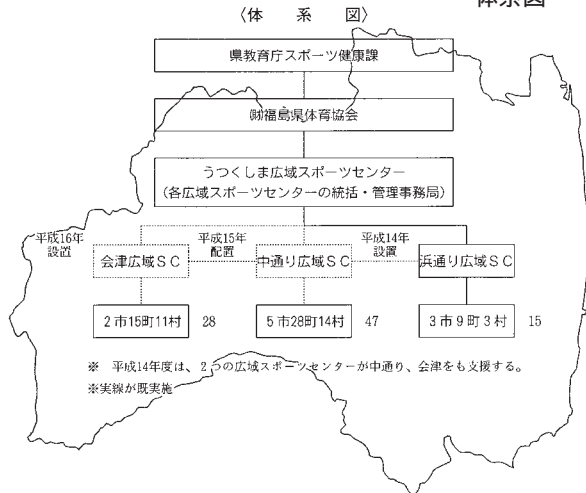 体系図
〈体　系　図〉
県教育庁スポーツ健康課
㈶福島県体育協会
うつくしま広域スポーツセンター
(各広域スポーツセンターの統括・管理事務局)
平成16年
設置
平成15年
配置
平成14年
設置
会津広域ＳＣ
中通り広域ＳＣ
浜通り広域ＳＣ
2市15町11村
28
5市28町14村
47
3市9町3村
15
※　平成14年度は、2つの広域スポーツセンターが中通り、会津をも支援する。
※実線が既実施